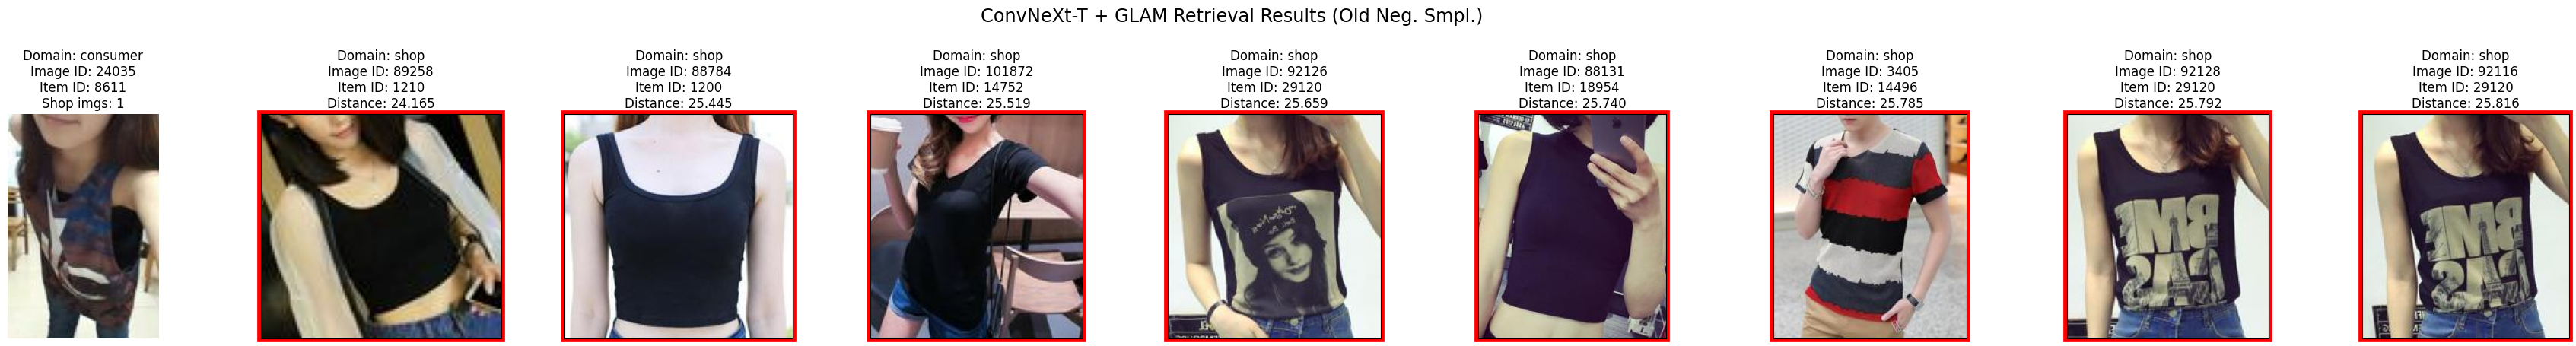 ConvNeXt-T + GLAM Retrieval Results (Old Neg. Smpl.)
Domain: consumer
Image ID: 24035
Item ID: 8611
Shop imgs: 1
Domain: shop
Image ID: 89258
Item ID: 1210
Distance: 24.165
Domain: shop
Image ID: 88784
Item ID: 1200
Distance: 25.445
Domain: shop
Image ID: 101872
Item ID: 14752
Distance: 25.519
Domain: shop
Image ID: 92126
Item ID: 29120
Distance: 25.659
Domain: shop
Image ID: 88131
Item ID: 18954
Distance: 25.740
Domain: shop
Image ID: 3405
Item ID: 14496
Distance: 25.785
Domain: shop
Image ID: 92128
Item ID: 29120
Distance: 25.792
Domain: shop
Image ID: 92116
Item ID: 29120
Distance: 25.816